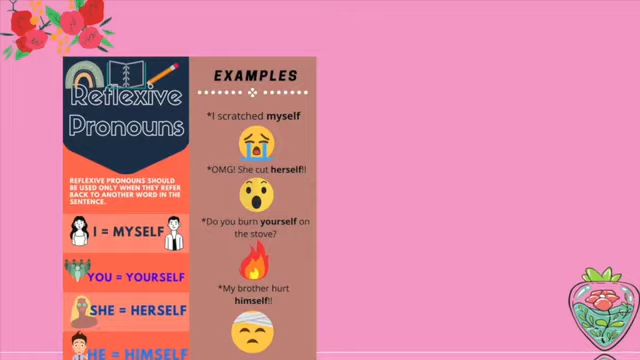 Reflexive
Pronouns
REFLEXIVE PRONOUNS SHOULD
BE USED ONLY WHEN THEY REFER
BACK TO ANOTHER WORD IN THE
SENTENCE.
I = MYSELF
YOU = YOURSELF
SHE = HERSELF
HE = HIMSELF
EXAMPLES
*I scratched myself
*OMG! She cut herself!!
*Do you burn yourself on
the stove?
*My brother hurt
himself!!